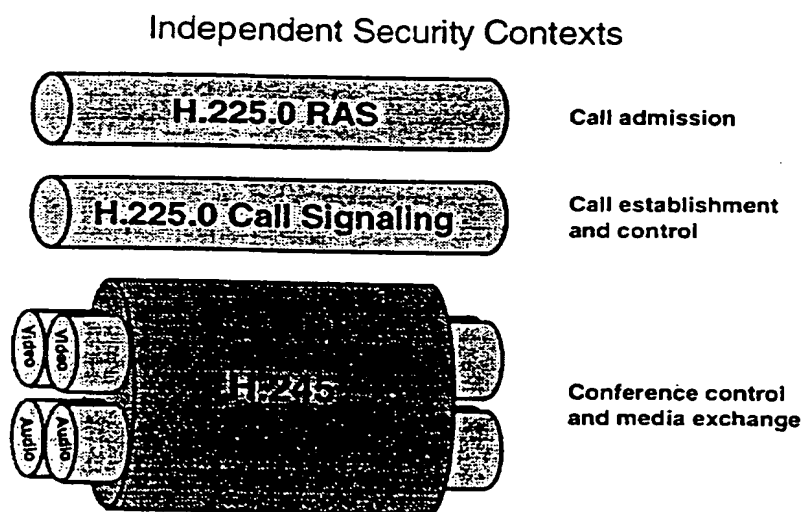 Independent Security Contexts
H.225.0 RAS
Call admission
H.225.0 Call Signaling
Call establishment
and control
Video
Video
H.245
Audio
Audio
Conference control
and media exchange